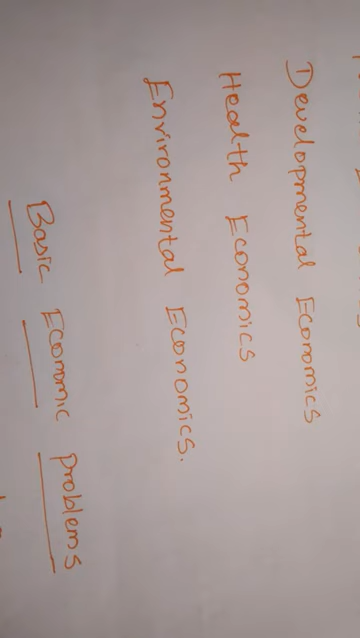 Developmental Economics
Health Economics
Environmental Economics.
Basic Economic Problems